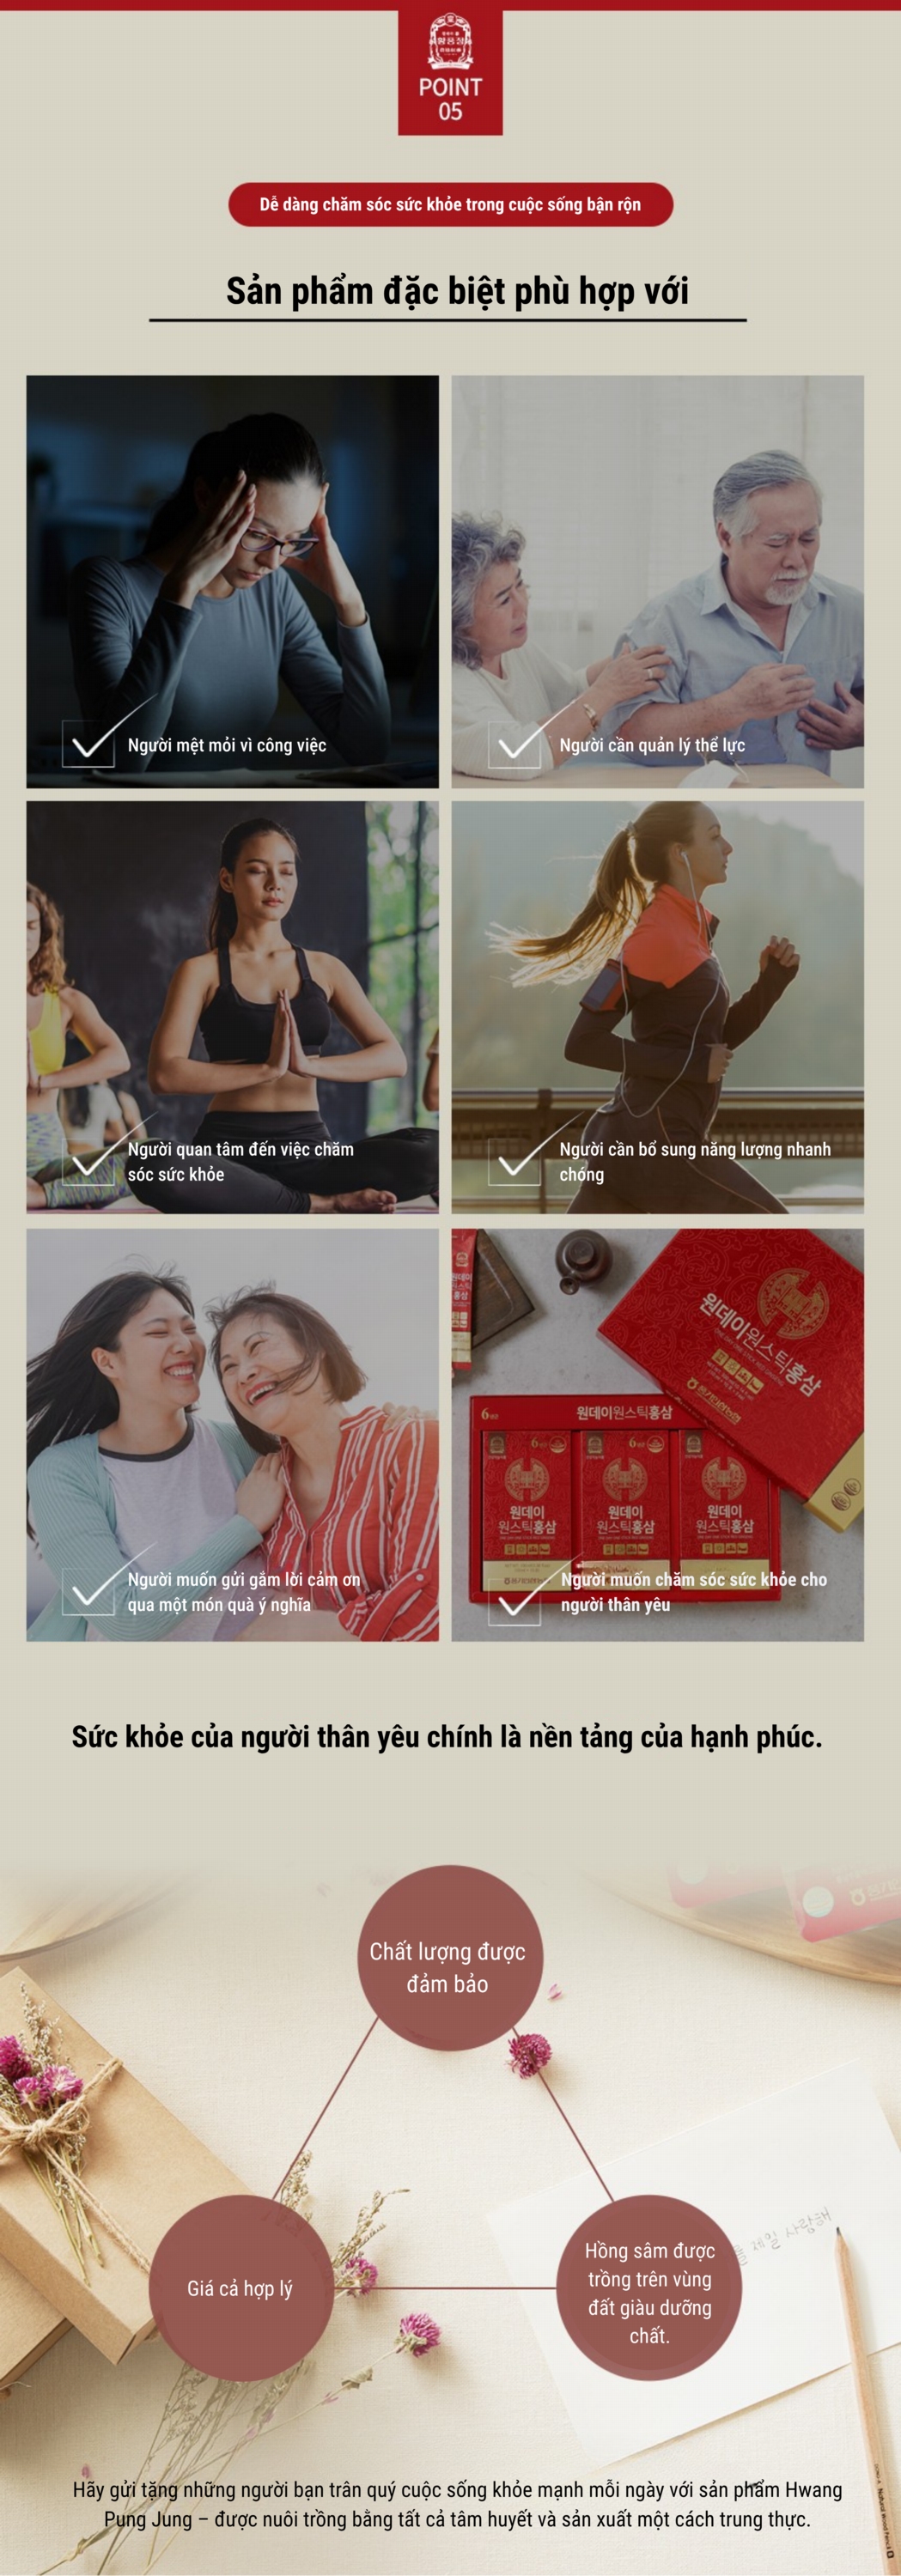 황풍정
POINT
05
Dễ dàng chăm sóc sức khỏe trong cuộc sống bận rộn
Sản phẩm đặc biệt phù hợp với
Người mệt mỏi vì công việc
Người cần quản lý thể lực
Người quan tâm đến việc chăm
sóc sức khỏe
Người cần bổ sung năng lượng nhanh
chóng
원데이원스틱홍삼
6
원데이원스틱홍삼
원데이
원스틱홍삼
원데이
원스틱홍삼
원데이
원스틱홍삼
Người muốn gửi gắm lời cảm ơn
qua một món quà ý nghĩa
Người muốn chăm sóc sức khỏe cho
người thân yêu
Sức khỏe của người thân yêu chính là nền tảng của hạnh phúc.
Chất lượng được
đảm bảo
Giá cả hợp lý
Hồng sâm được
trồng trên vùng
đất giàu dưỡng
chất.
제일 사랑해
Hãy gửi tặng những người bạn trân quý cuộc sống khỏe mạnh mỗi ngày với sản phẩm Hwang
Pung Jung – được nuôi trồng bằng tất cả tâm huyết và sản xuất một cách trung thực.